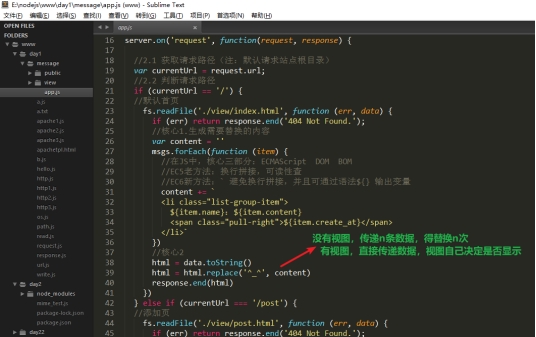 E:\nodejs\www\day1\message\app.js - Sublime Text
文件(F) 编辑(E) 选择(S) 查找(I) 查看(V) 转到(G) 工具(T) 项目(P) 首选项(N) 帮助(H)
OPEN FILES
FOLDERS
www
day1
message
public
view
app.js
a.js
a.txt
apache1.js
apache2.js
apache3.js
apachetpl.html
b.js
hello.js
http.js
http1.js
http2.js
http3.js
os.js
path.js
read.js
request.js
response.js
url.js
write.js
day2
node_modules
mime_test.js
package-lock.json
package.json
day22
app.js
16 server.on('request', function(request, response) {
17
18 //2.1 获取请求路径（注：默认请求站点根目录）
19 var currentUrl = request.url;
20 //2.2 判断请求路径
21 if (currentUrl == '/') {
22 //默认首页
23 fs.readFile('./view/index.html', function (err, data) {
24 if (err) return response.end('404 Not Found.');
25 //核心1.生成需要替换的内容
26 var content = ''
27 msgs.forEach(function (item) {
28 //在JS中，核心三部分：ECMAScript DOM BOM
29 //EC5老方法：换行拼接，可读性查
30 //EC6新方法：` 避免换行拼接，并且可通过语法${} 输出变量
31 content += `
32 <li class="list-group-item">
33 ${item.name}：${item.content}
34 <span class="pull-right">${item.create_at}</span>
35 </li>`
36 })
37 //核心2
38 html = data.toString()
39 html = html.replace('^_^', content)
40 response.end(html)
41 })
42 } else if (currentUrl === '/post') {
43 //添加页
44 fs.readFile('./view/post.html', function (err, data) {
45 if (err) return response.end('404 Not Found.');
没有视图，传递n条数据，得替换n次
有视图，直接传递数据，视图自己决定是否显示